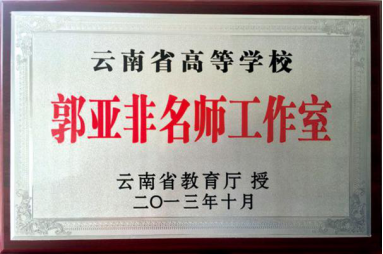 云南省高等学校
郭亚非名师工作室
云南省教育厅 授
二〇一三年十月